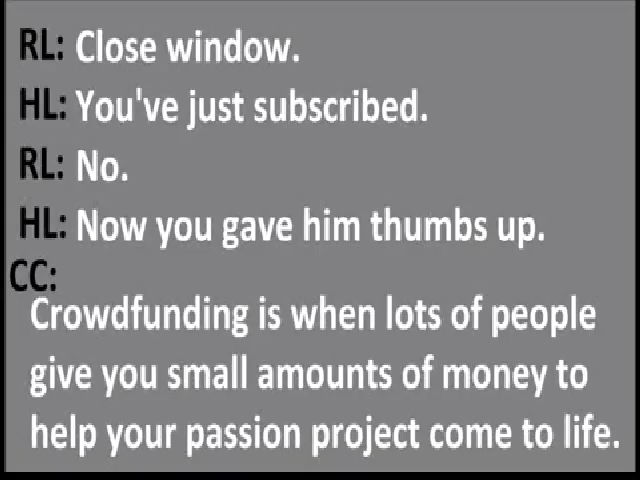 RL: Close window.
HL: You've just subscribed.
RL: No.
HL: Now you gave him thumbs up.
CC:
Crowdfunding is when lots of people
give you small amounts of money to
help your passion project come to life.